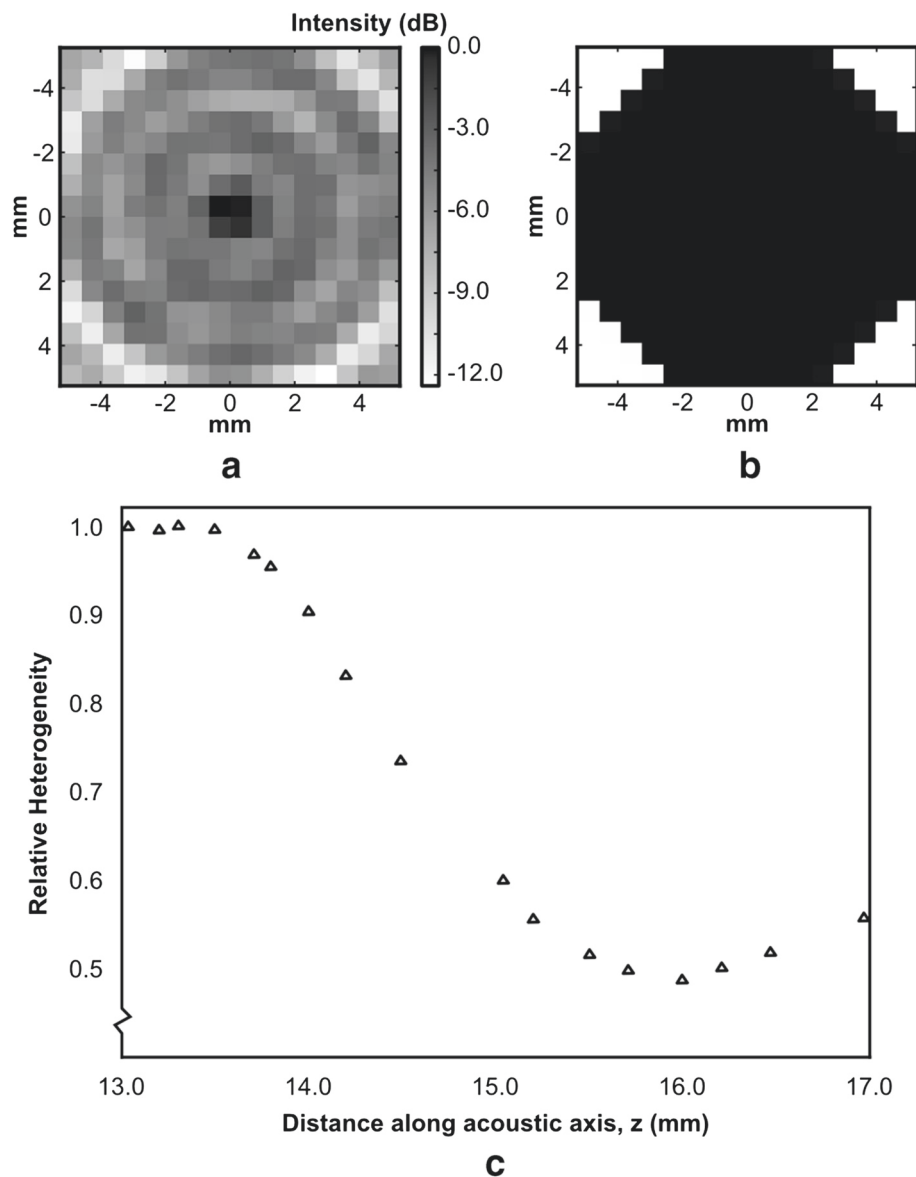 Intensity (dB)
0.0
-3.0
-6.0
-9.0
-12.0
-4
-2
0
2
4
mm
-4 -2 0 2 4
mm
a
-4
-2
0
2
4
mm
-4 -2 0 2 4
mm
b
1.0
0.9
0.8
0.7
0.6
0.5
Relative Heterogeneity
13.0 14.0 15.0 16.0 17.0
Distance along acoustic axis, z (mm)
c